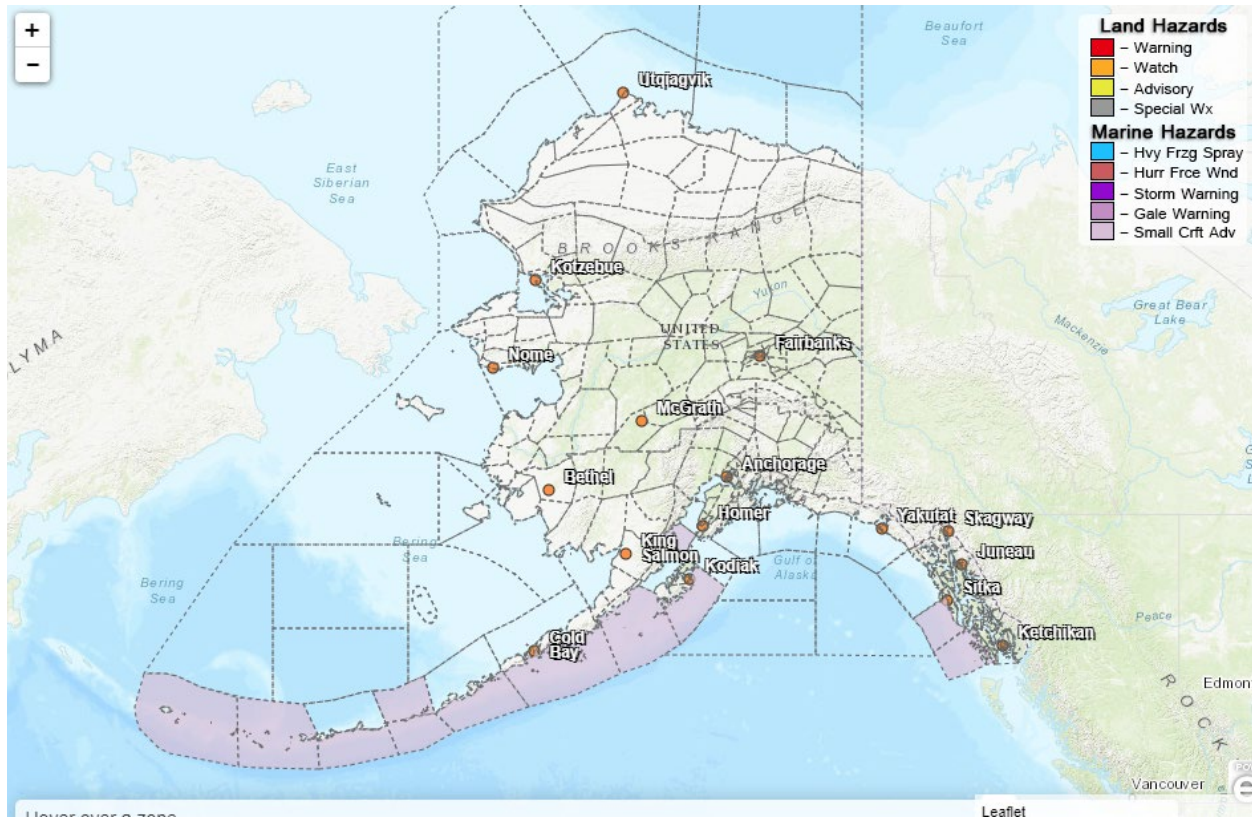 +
−
Beaufort
Sea
Land Hazards
– Warning
– Watch
– Advisory
– Special Wx
Marine Hazards
– Hvy Frzg Spray
– Hurr Frce Wnd
– Storm Warning
– Gale Warning
– Small Crft Adv
Utqiagvik
East
Siberian
Sea
BROOKS RANGE
Kotzebue
Yukon
Great Bear
Lake
Mackenzie
LYMA
UNITED
STATES
Fairbanks
Nome
McGrath
Anchorage
Bethel
Homer
Yakutat
Skagway
Bering
Sea
King
Salmon
Kodiak
Gulf of
Alaska
Juneau
Bering
Sea
Sitka
Peace
Cold
Bay
Ketchikan
Edmon
ROCK
Vancouver
Hover over a zone
Leaflet